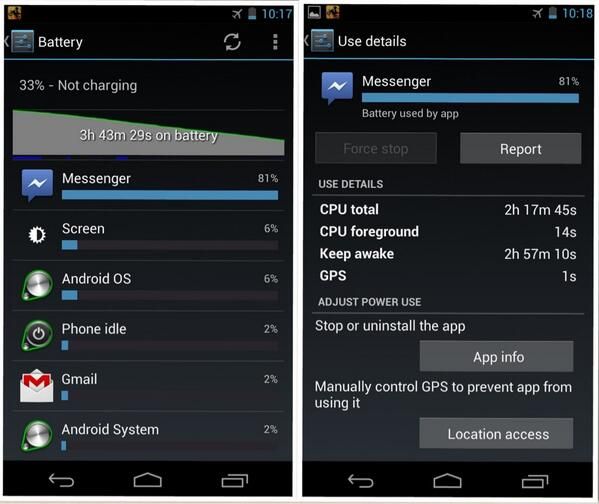 10:17
Battery
33% - Not charging
3h 43m 29s on battery
Messenger 81%
Screen 6%
Android OS 6%
Phone idle 2%
Gmail 2%
Android System 2%
10:18
Use details
Messenger 81%
Battery used by app
Force stop Report
USE DETAILS
CPU total 2h 17m 45s
CPU foreground 14s
Keep awake 2h 57m 10s
GPS 1s
ADJUST POWER USE
Stop or uninstall the app
App info
Manually control GPS to prevent app from
using it
Location access